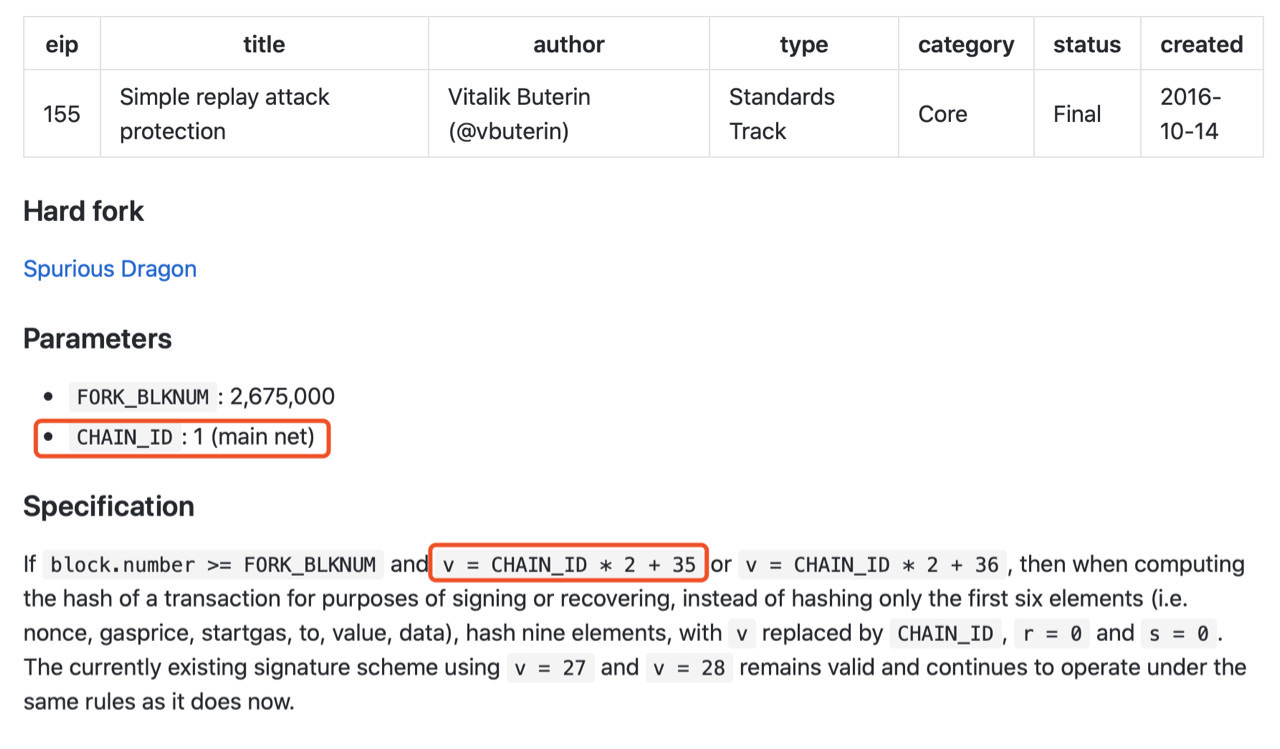 eip title author type category status created
155 Simple replay attack protection Vitalik Buterin (@vbuterin) Standards Track Core Final 2016-10-14
Hard fork
Spurious Dragon
Parameters
• FORK_BLKNUM : 2,675,000
• CHAIN_ID : 1 (main net)
Specification
If block.number >= FORK_BLKNUM and v = CHAIN_ID * 2 + 35 or v = CHAIN_ID * 2 + 36 , then when computing
the hash of a transaction for purposes of signing or recovering, instead of hashing only the first six elements (i.e.
nonce, gasprice, startgas, to, value, data), hash nine elements, with v replaced by CHAIN_ID , r = 0 and s = 0 .
The currently existing signature scheme using v = 27 and v = 28 remains valid and continues to operate under the
same rules as it does now.